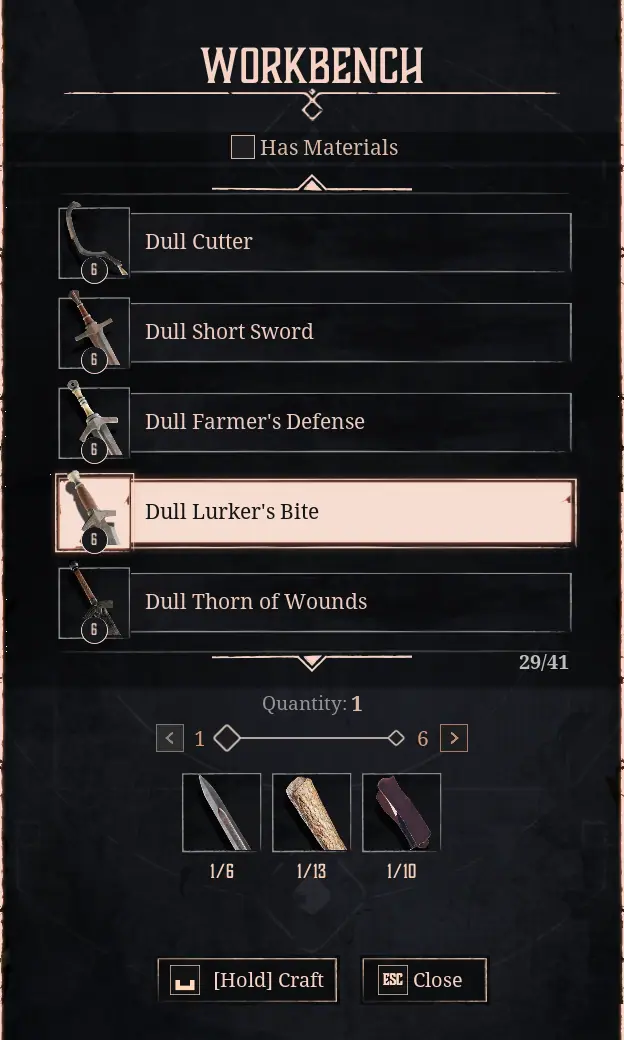 WORKBENCH
Has Materials
Dull Cutter
6
Dull Short Sword
6
Dull Farmer's Defense
6
Dull Lurker's Bite
6
Dull Thorn of Wounds
6
29/41
Quantity: 1
< 1 6 >
1/6 1/13 1/10
[Hold] Craft ESC Close